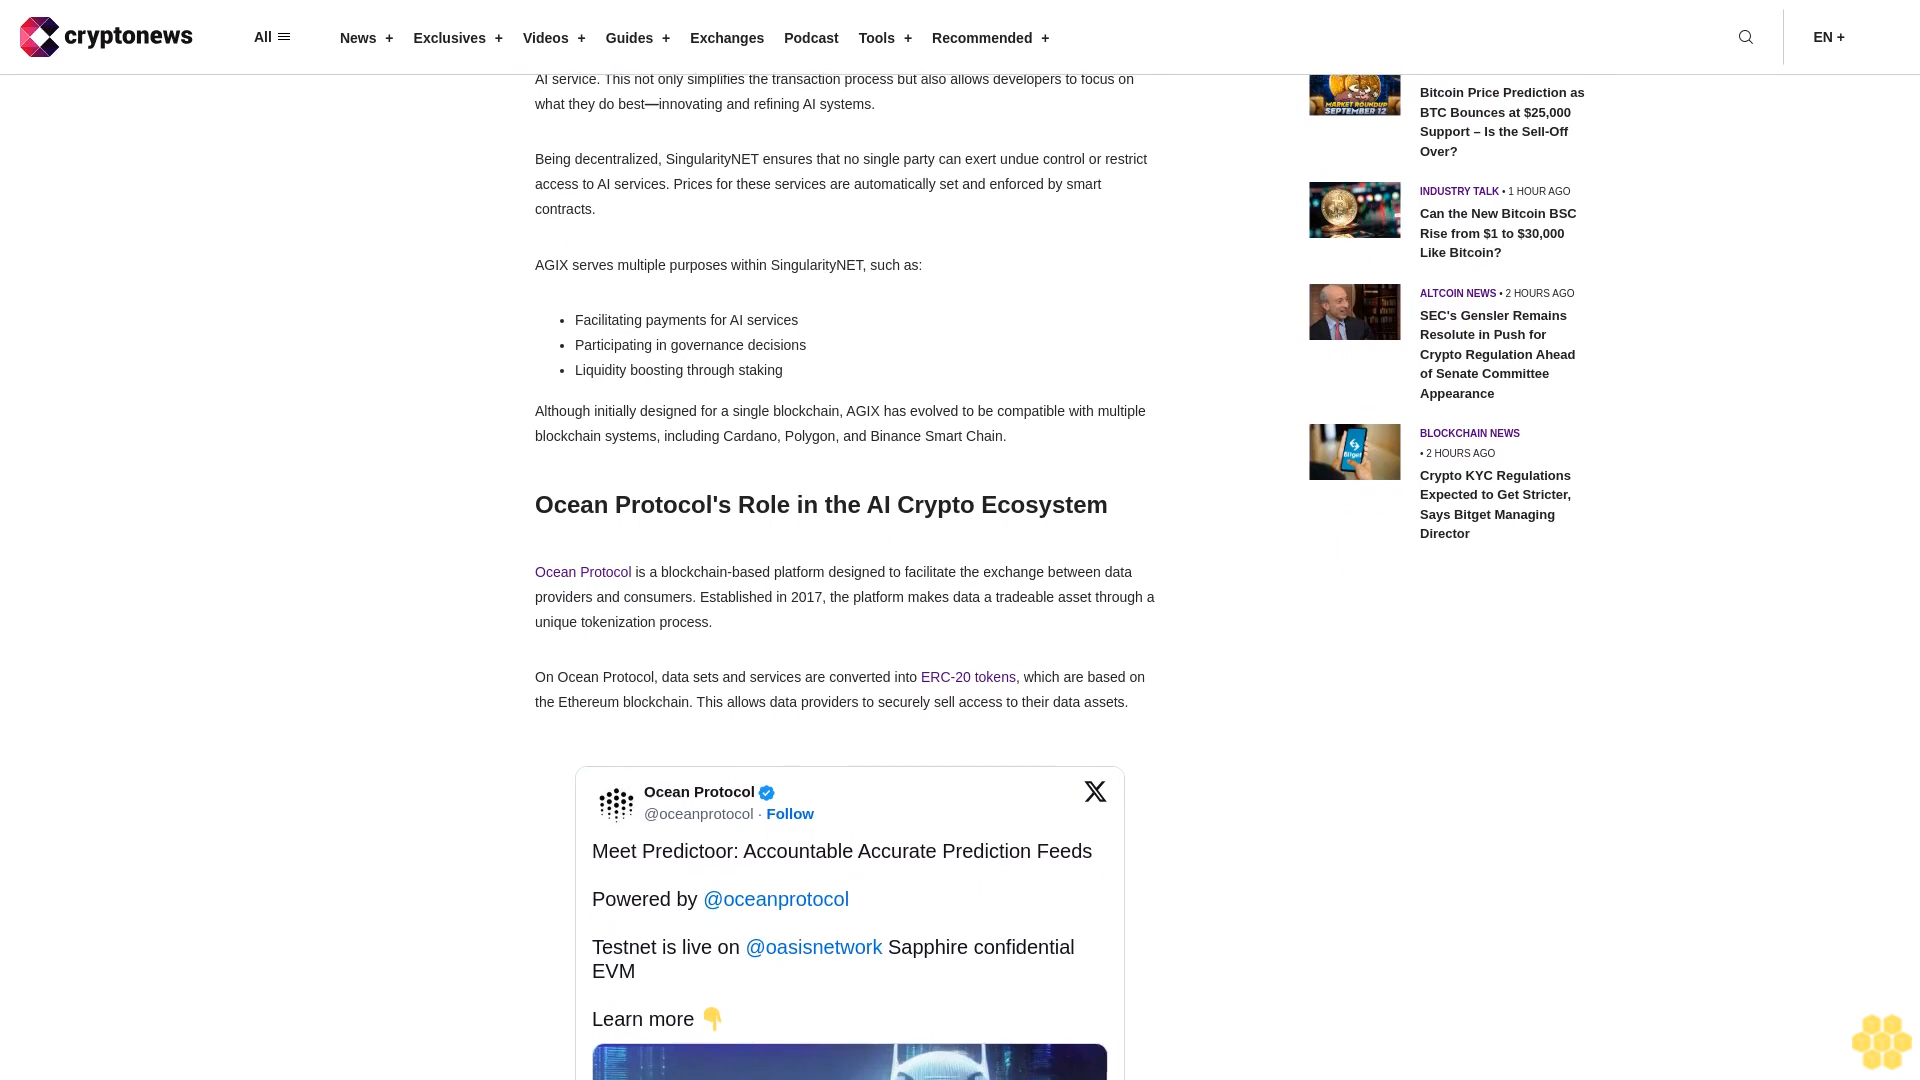 cryptonews
All
News +
Exclusives +
Videos +
Guides +
Exchanges
Podcast
Tools +
Recommended +
EN +
AI service. This not only simplifies the transaction process but also allows developers to focus on
what they do best—innovating and refining AI systems.
Being decentralized, SingularityNET ensures that no single party can exert undue control or restrict
access to AI services. Prices for these services are automatically set and enforced by smart
contracts.
AGIX serves multiple purposes within SingularityNET, such as:
• Facilitating payments for AI services
• Participating in governance decisions
• Liquidity boosting through staking
Although initially designed for a single blockchain, AGIX has evolved to be compatible with multiple
blockchain systems, including Cardano, Polygon, and Binance Smart Chain.
Ocean Protocol's Role in the AI Crypto Ecosystem
Ocean Protocol is a blockchain-based platform designed to facilitate the exchange between data
providers and consumers. Established in 2017, the platform makes data a tradeable asset through a
unique tokenization process.
On Ocean Protocol, data sets and services are converted into ERC-20 tokens, which are based on
the Ethereum blockchain. This allows data providers to securely sell access to their data assets.
Ocean Protocol
@oceanprotocol · Follow
Meet Predictoor: Accountable Accurate Prediction Feeds
Powered by @oceanprotocol
Testnet is live on @oasisnetwork Sapphire confidential
EVM
Learn more 👇
MARKET ROUNDUP
SEPTEMBER 12
Bitcoin Price Prediction as
BTC Bounces at $25,000
Support – Is the Sell-Off
Over?
INDUSTRY TALK • 1 HOUR AGO
Can the New Bitcoin BSC
Rise from $1 to $30,000
Like Bitcoin?
ALTCOIN NEWS • 2 HOURS AGO
SEC's Gensler Remains
Resolute in Push for
Crypto Regulation Ahead
of Senate Committee
Appearance
Bitget
BLOCKCHAIN NEWS
• 2 HOURS AGO
Crypto KYC Regulations
Expected to Get Stricter,
Says Bitget Managing
Director